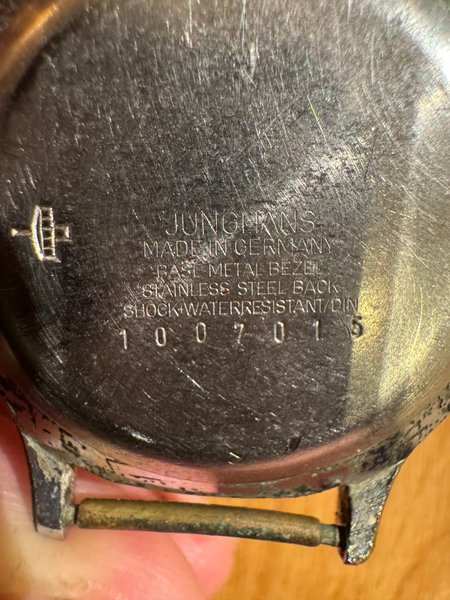 JUNGHANS
MADE IN GERMANY
BASE METAL BEZEL
STAINLESS STEEL BACK
SHOCK-WATERRESISTANT/DIN
1007015